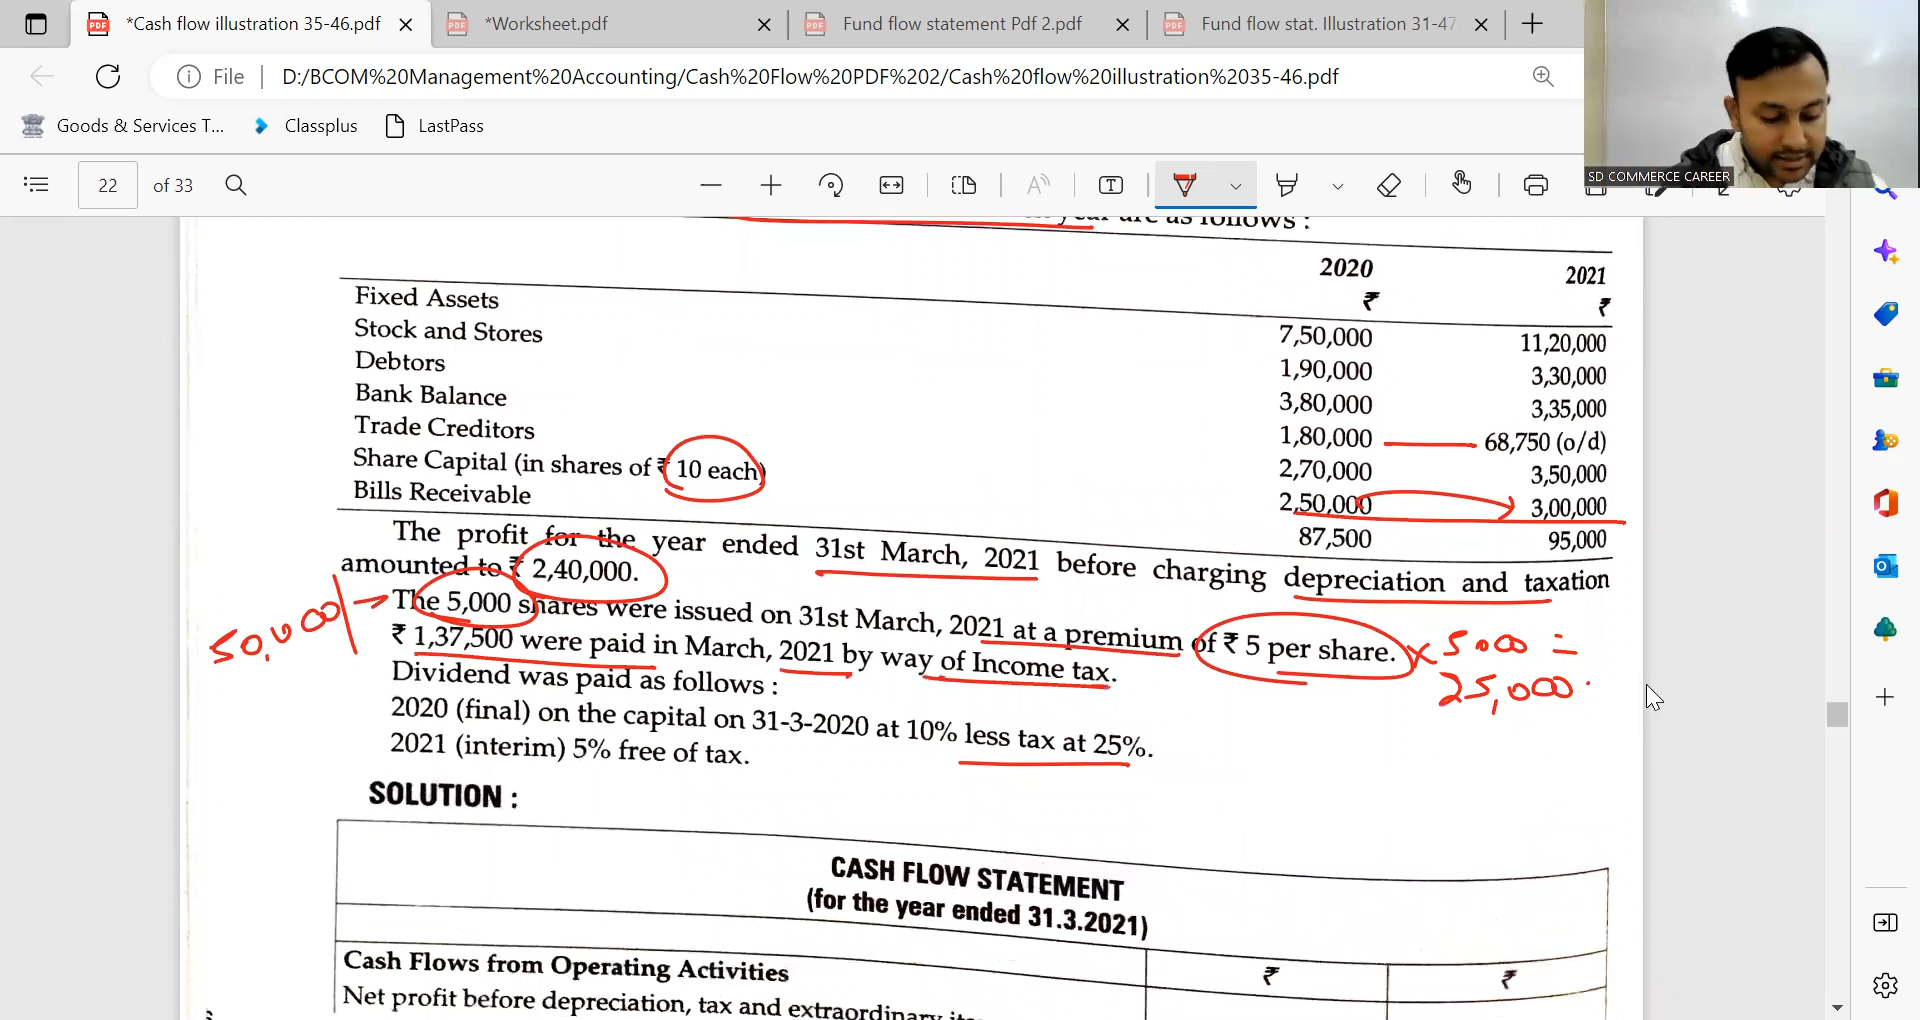 *Cash flow illustration 35-46.pdf
*Worksheet.pdf
Fund flow statement Pdf 2.pdf
Fund flow stat. Illustration 31-47
File
D:/BCOM%20Management%20Accounting/Cash%20Flow%20PDF%202/Cash%20flow%20illustration%2035-46.pdf
Goods & Services T...
Classplus
LastPass
22
of 33
SD COMMERCE CAREER
year are as follows :
2020 2021
₹ ₹
Fixed Assets 7,50,000 11,20,000
Stock and Stores 1,90,000 3,30,000
Debtors 3,80,000 3,35,000
Bank Balance 1,80,000 68,750 (o/d)
Trade Creditors 2,70,000 3,50,000
Share Capital (in shares of ₹ 10 each) 2,50,000 3,00,000
Bills Receivable 87,500 95,000
The profit for the year ended 31st March, 2021 before charging depreciation and taxation
amounted to ₹ 2,40,000.
50,000/
The 5,000 shares were issued on 31st March, 2021 at a premium of ₹ 5 per share. × 5000 =
25,000.
₹ 1,37,500 were paid in March, 2021 by way of Income tax.
Dividend was paid as follows :
2020 (final) on the capital on 31-3-2020 at 10% less tax at 25%.
2021 (interim) 5% free of tax.
SOLUTION :
CASH FLOW STATEMENT
(for the year ended 31.3.2021)
Cash Flows from Operating Activities ₹ ₹
Net profit before depreciation, tax and extraordinary